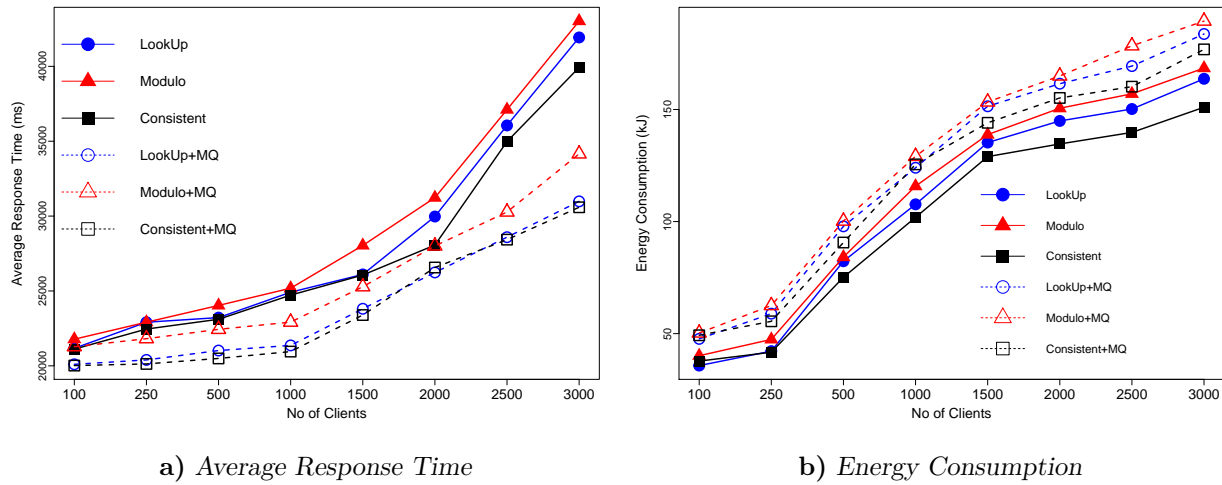 Average Response Time (ms)
20000
25000
30000
35000
40000
LookUp
Modulo
Consistent
LookUp+MQ
Modulo+MQ
Consistent+MQ
100 250 500 1000 1500 2000 2500 3000
No of Clients
a) Average Response Time
Energy Consumption (kJ)
50
100
150
LookUp
Modulo
Consistent
LookUp+MQ
Modulo+MQ
Consistent+MQ
100 250 500 1000 1500 2000 2500 3000
No of Clients
b) Energy Consumption